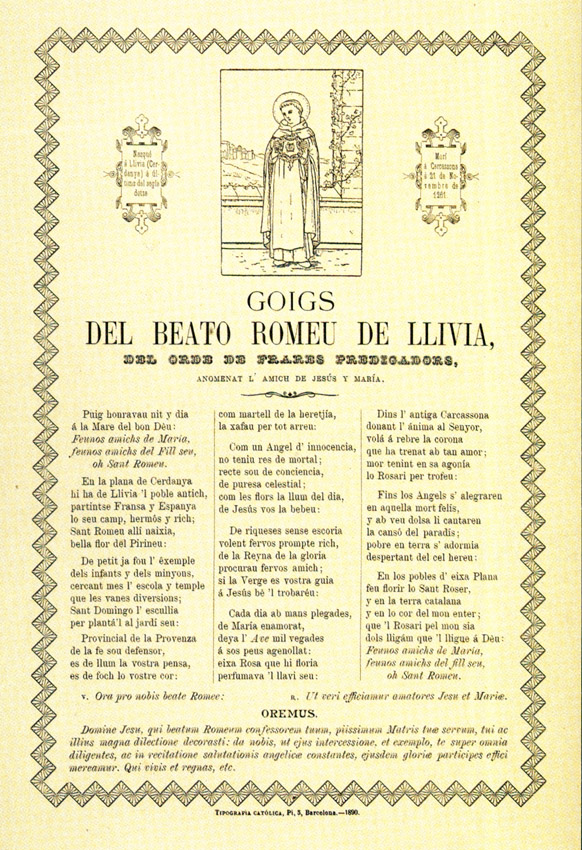 Nasqué
á Llivia (Cer-
danya) á úl-
tims del segle
dotse
Morí
á Carcassona
á 21 de No-
vembre de
1261
GOIGS
DEL BEATO ROMEU DE LLIVIA,
DEL ORDE DE FRARES PREDICADORS,
ANOMENAT L' AMICH DE JESÚS Y MARÍA.
Puig honravau nit y dia
á la Mare del bon Dèu:
Feunos amichs de María,
feunos amichs del Fill seu,
oh Sant Romeu.
En la plana de Cerdanya
hi ha de Llivia 'l poble antich,
partintse Fransa y Espanya
lo seu camp, hermós y rich;
Sant Romeu allí naixia,
bella flor del Pirineu:
De petit ja fou l' èxemple
dels infants y dels minyons,
cercant mes l' escola y temple
que les vanes diversions;
Sant Domingo l' escullia
per plantá'l al jardí seu:
Provincial de la Provenza
de la fe sou defensor,
es de llum la vostra pensa,
es de foch lo vostre cor:
com martell de la heretjía,
la xafau per tot arreu:
Com un Angel d' innocencia,
no teniu res de mortal;
recte sou de conciencia,
de puresa celestial;
com les flors la llum del dia,
de Jesús vos la bebeu:
De riqueses sense escoria
volent fervos prompte rich,
de la Reyna de la gloria
procurau fervos amich;
si la Verge es vostra guia
á Jesús bè 'l trobaréu:
Cada dia ab mans plegades,
de María enamorat,
deya l' Ave mil vegades
á sos peus agenollat:
eixa Rosa que hi floria
perfumava 'l llavi seu:
Dins l' antiga Carcassona
donant l' ánima al Senyor,
volá á rebre la corona
que ha trenat ab tan amor;
mor tenint en sa agonía
lo Rosari per trofeu:
Fins los Angels s' alegraren
en aquella mort felís,
y ab veu dolsa li cantaren
la cansó del paradís;
pobre en terra s' adormia
despertant del cel hereu:
En los pobles d' eixa Plana
feu florir lo Sant Roser,
y en la terra catalana
y en lo cor del mon enter;
que 'l Rosari pel mon sia
dols lligám que 'l lligue á Dèu:
Feunos amichs de María,
feunos amichs del fill seu,
oh Sant Romeu.
V. Ora pro nobis beate Romee: R. Ut veri efficiamur amatores Jesu et Mariæ.
OREMUS.
Domine Jesu, qui beatum Romeum confessorem tuum, piissimum Matris tuæ servum, tui ac
illius magna dilectione decorasti: da nobis, ut ejus intercessione, et exemplo, te super omnia
diligentes, ac in recitatione salutationis angelicæ constantes, ejusdem gloriæ participes effici
mereamur. Qui vivis et regnas, etc.
TIPOGRAFIA CATÓLICA, Pi, 5, Barcelona.—1890.